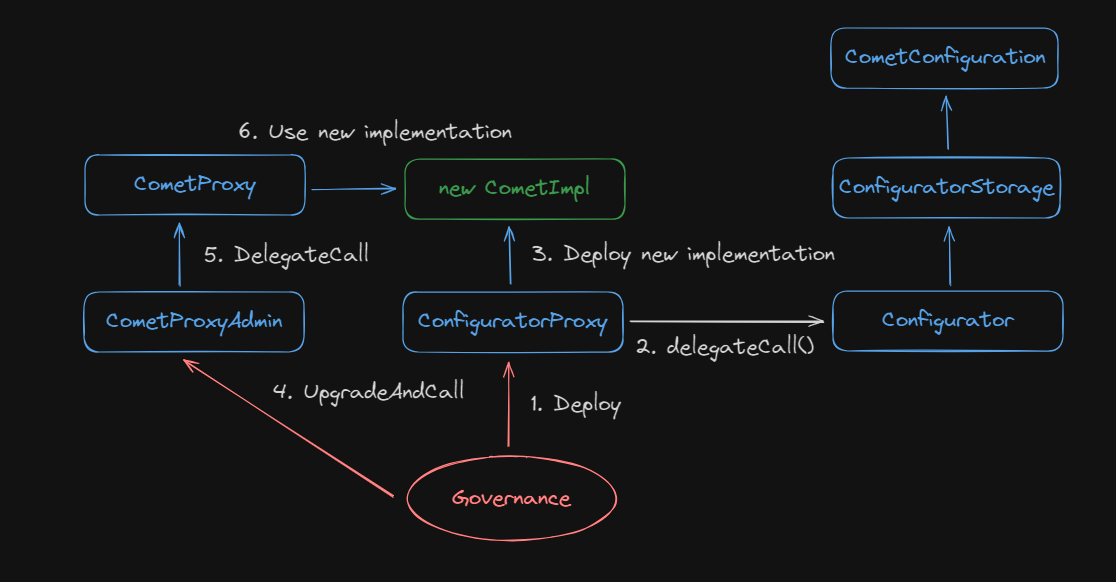 CometConfiguration
6. Use new implementation
CometProxy
new CometImpl
ConfiguratorStorage
5. DelegateCall
3. Deploy new implementation
CometProxyAdmin
ConfiguratorProxy
Configurator
2. delegateCall()
4. UpgradeAndCall
1. Deploy
Governance